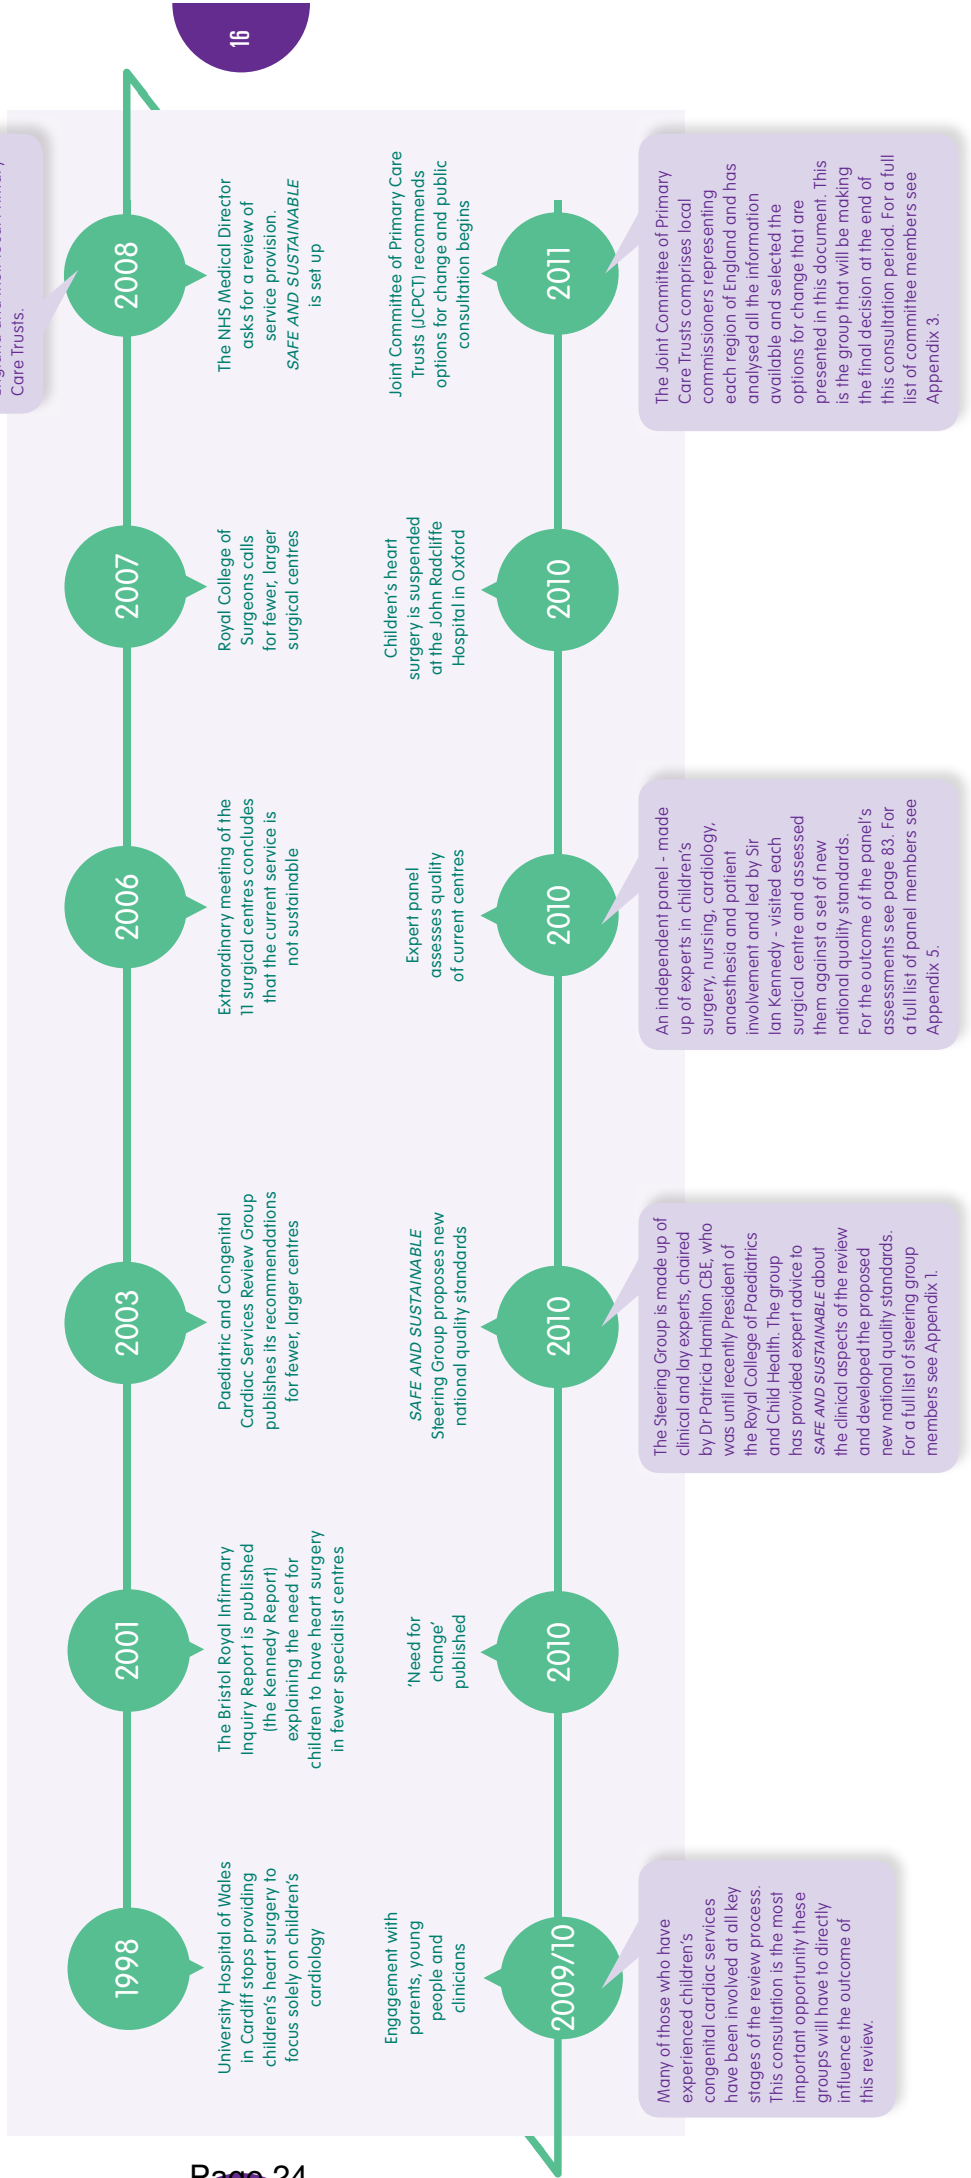 Care Trusts.
1998
2001
2003
2006
2007
2008
University Hospital of Wales
in Cardiff stops providing
children's heart surgery to
focus solely on children's
cardiology
The Bristol Royal Infirmary
Inquiry Report is published
(the Kennedy Report)
explaining the need for
children to have heart surgery
in fewer specialist centres
Paediatric and Congenital
Cardiac Services Review Group
publishes its recommendations
for fewer, larger centres
Extraordinary meeting of the
11 surgical centres concludes
that the current service is
not sustainable
Royal College of
Surgeons calls
for fewer, larger
surgical centres
The NHS Medical Director
asks for a review of
service provision.
SAFE AND SUSTAINABLE
is set up
Engagement with
parents, young
people and
clinicians
'Need for
change'
published
SAFE AND SUSTAINABLE
Steering Group proposes new
national quality standards
Expert panel
assesses quality
of current centres
Children's heart
surgery is suspended
at the John Radcliffe
Hospital in Oxford
Joint Committee of Primary Care
Trusts (JCPCT) recommends
options for change and public
consultation begins
2009/10
2010
2010
2010
2010
2011
Many of those who have
experienced children's
congenital cardiac services
have been involved at all key
stages of the review process.
This consultation is the most
important opportunity these
groups will have to directly
influence the outcome of
this review.
The Steering Group is made up of
clinical and lay experts, chaired
by Dr Patricia Hamilton CBE, who
was until recently President of
the Royal College of Paediatrics
and Child Health. The group
has provided expert advice to
SAFE AND SUSTAINABLE about
the clinical aspects of the review
and developed the proposed
new national quality standards.
For a full list of steering group
members see Appendix 1.
An independent panel - made
up of experts in children's
surgery, nursing, cardiology,
anaesthesia and patient
involvement and led by Sir
Ian Kennedy - visited each
surgical centre and assessed
them against a set of new
national quality standards.
For the outcome of the panel's
assessments see page 83. For
a full list of panel members see
Appendix 5.
The Joint Committee of Primary
Care Trusts comprises local
commissioners representing
each region of England and has
analysed all the information
available and selected the
options for change that are
presented in this document. This
is the group that will be making
the final decision at the end of
this consultation period. For a full
list of committee members see
Appendix 3.
16
Page 24